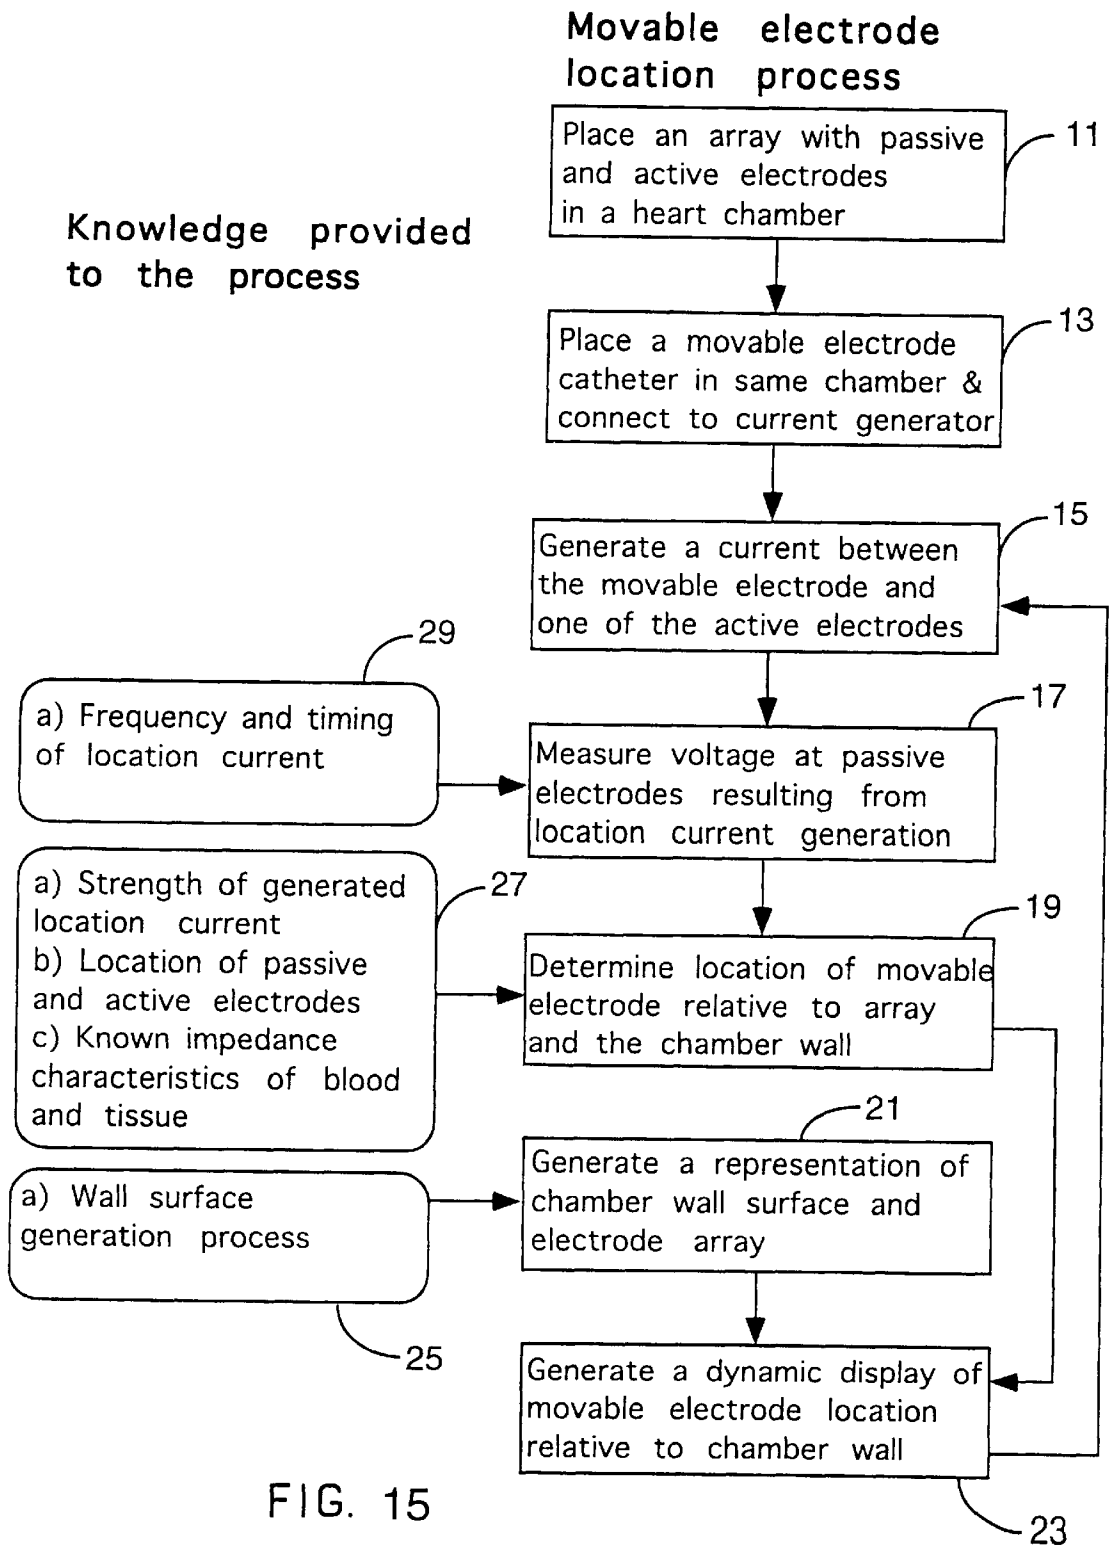 Movable electrode
location process
Place an array with passive
and active electrodes
in a heart chamber
11
Knowledge provided
to the process
Place a movable electrode
catheter in same chamber &
connect to current generator
13
Generate a current between
the movable electrode and
one of the active electrodes
15
29
a) Frequency and timing
of location current
Measure voltage at passive
electrodes resulting from
location current generation
17
a) Strength of generated
location current
b) Location of passive
and active electrodes
c) Known impedance
characteristics of blood
and tissue
27
Determine location of movable
electrode relative to array
and the chamber wall
19
a) Wall surface
generation process
25
Generate a representation of
chamber wall surface and
electrode array
21
Generate a dynamic display of
movable electrode location
relative to chamber wall
23
FIG. 15